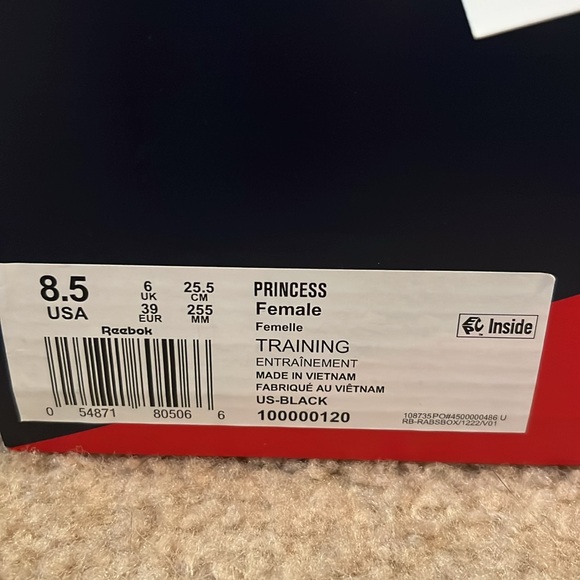 8.5
USA
6
UK
39
EUR
25.5
CM
255
MM
Reebok
0 54871 80506 6
PRINCESS
Female
Femelle
TRAINING
ENTRAÎNEMENT
MADE IN VIETNAM
FABRIQUÉ AU VIÊTNAM
US-BLACK
100000120
Inside
108735PO#4500000486 U
RB-RABSBOX/1222/V01